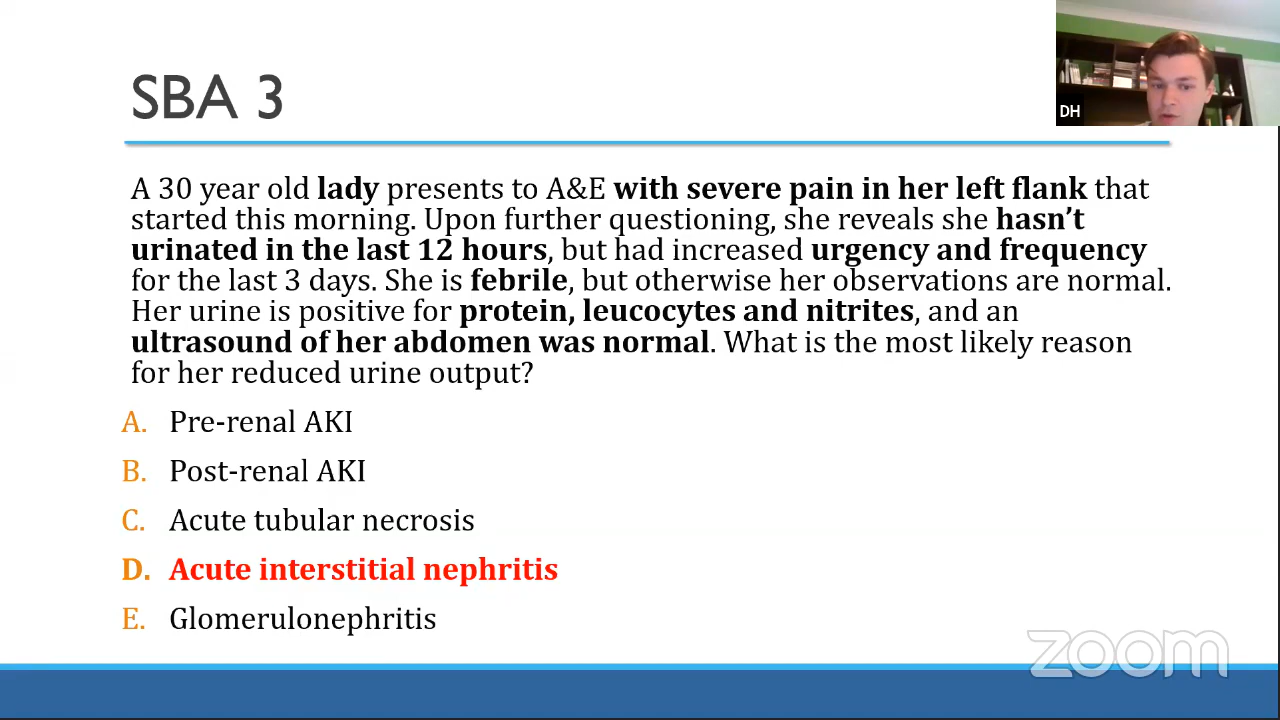 SBA 3
DH
A 30 year old lady presents to A&E with severe pain in her left flank that
started this morning. Upon further questioning, she reveals she hasn’t
urinated in the last 12 hours, but had increased urgency and frequency
for the last 3 days. She is febrile, but otherwise her observations are normal.
Her urine is positive for protein, leucocytes and nitrites, and an
ultrasound of her abdomen was normal. What is the most likely reason
for her reduced urine output?
A. Pre-renal AKI
B. Post-renal AKI
C. Acute tubular necrosis
D. Acute interstitial nephritis
E. Glomerulonephritis
zoom